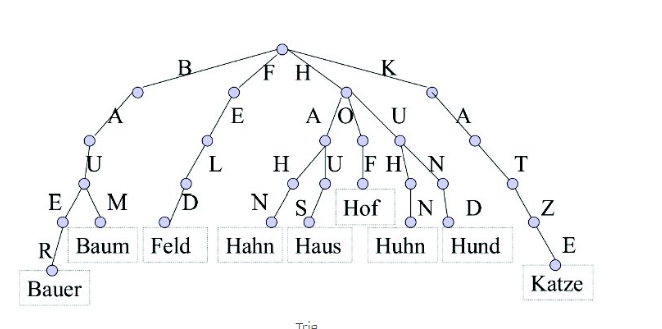 B F H K
A E A O U A
U L H U F H N T
E M D N S Hof N D Z
R Baum Feld Hahn Haus Huhn Hund E
Bauer Katze
Trie